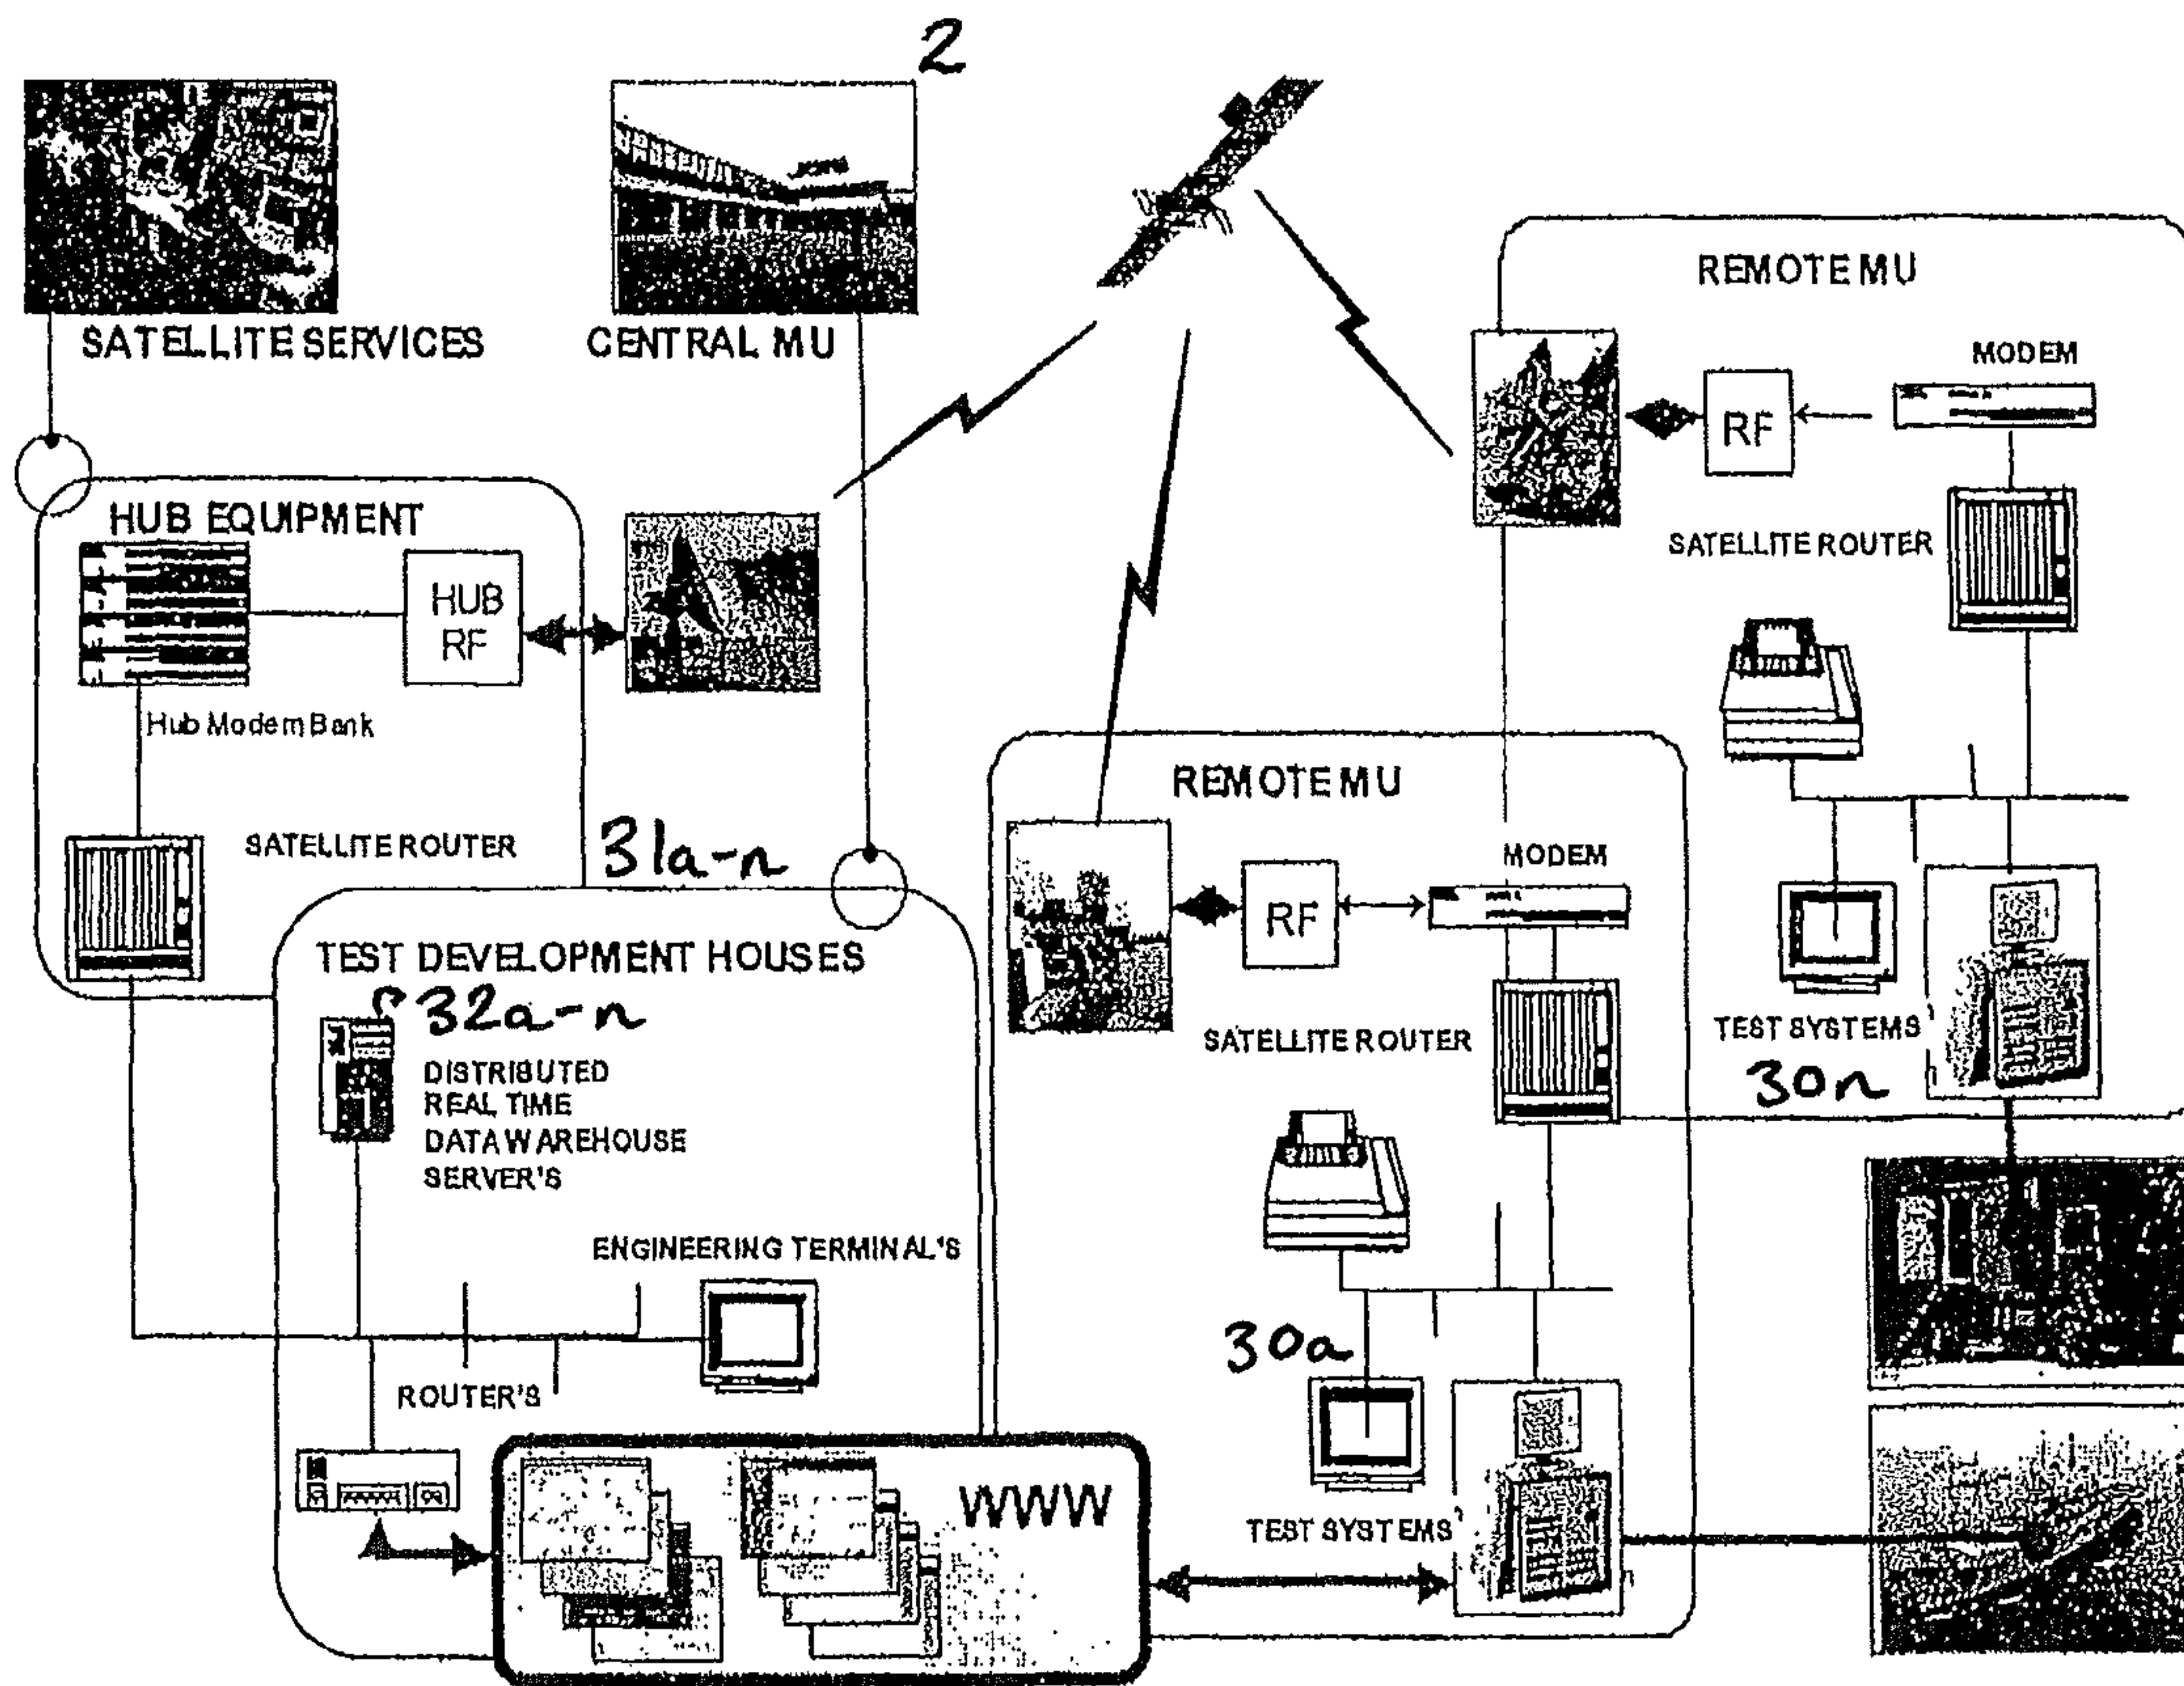 2
SATELLITE SERVICES
CENTRAL MU
REMOTE MU
MODEM
RF
SATELLITE ROUTER
HUB EQUIPMENT
HUB
RF
Hub Modem Bank
SATELLITE ROUTER
31a-n
REMOTE MU
MODEM
RF
SATELLITE ROUTER
TEST SYSTEMS
30n
TEST DEVELOPMENT HOUSES
32a-n
DISTRIBUTED
REAL TIME
DATA WAREHOUSE
SERVER'S
ENGINEERING TERMINAL'S
ROUTER'S
30a
TEST SYSTEMS
WWW